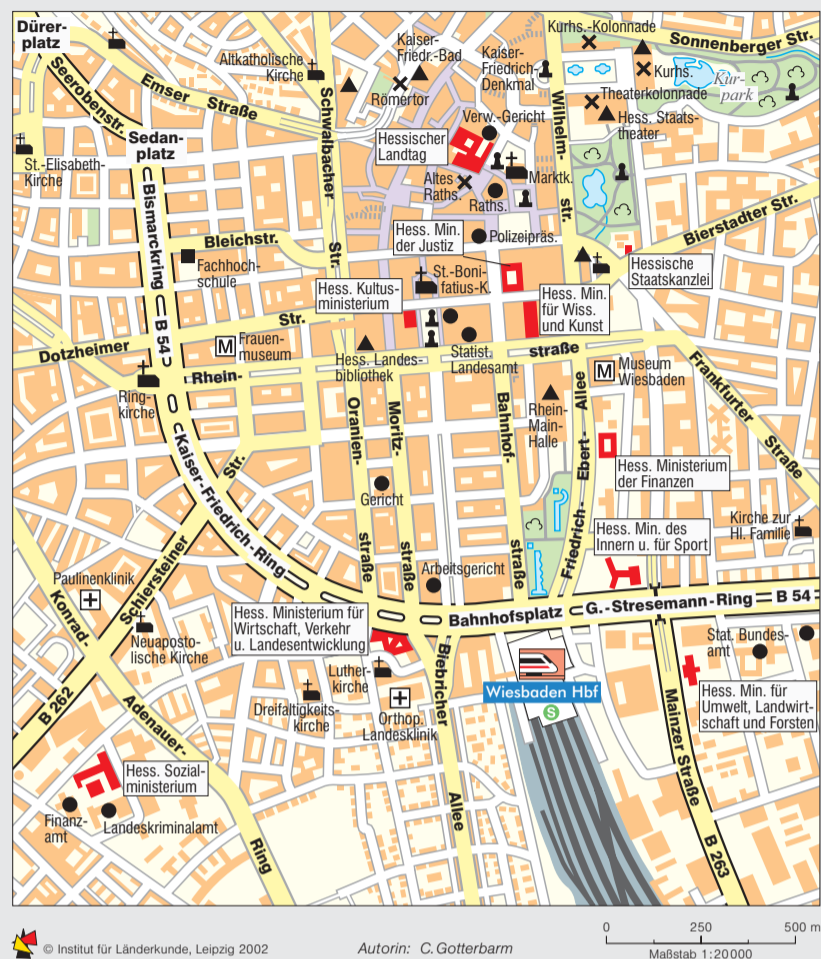 Dürer-
platz
Kurhs.-Kolonnade
Sonnenberger Str.
Kaiser-
Friedr.-Bad
Kaiser-
Friedrich-
Denkmal
Altkatholische
Kirche
Kurhs.
Kur-
park
Seerobenstr.
Emser Straße
Römertor
Theaterkolonnade
Schwalbacher
Str.
Wilhelm-
str.
Verw.-Gericht
Hess. Staats-
theater
Sedan-
platz
Hessischer
Landtag
St.-Elisabeth-
Kirche
Altes
Raths.
Marktk.
Raths.
Bismarckring
B 54
Bleichstr.
Hess. Min.
der Justiz
Polizeipräs.
Bierstadter Str.
Fachhoch-
schule
Hessische
Staatskanzlei
St.-Boni-
fatius-K.
Hess. Kultus-
ministerium
Hess. Min.
für Wiss.
und Kunst
Dotzheimer
Str.
Frauen-
museum
M
Hess. Landes-
bibliothek
Statist.
Landesamt
Rhein-
straße
M
Museum
Wiesbaden
Frankfurter
Straße
Ring-
kirche
Oranien-
straße
Moritz-
straße
Bahnhof-
straße
Rhein-
Main-
Halle
Friedrich-
Ebert-
Allee
Kaiser-Friedrich-Ring
Hess. Ministerium
der Finanzen
Gericht
Schiersteiner
Str.
Kirche zur
Hl. Familie
Hess. Min. des
Innern u. für Sport
Paulinenklinik
Arbeitsgericht
Konrad-
Adenauer-
Ring
Bahnhofsplatz
G.-Stresemann-Ring
B 54
Hess. Ministerium für
Wirtschaft, Verkehr
u. Landesentwicklung
Neuaposto-
lische Kirche
Stat. Bundes-
amt
Luther-
kirche
Biebricher
Allee
Wiesbaden Hbf
S
Hess. Min. für
Umwelt, Landwirt-
schaft und Forsten
Dreifaltigkeits-
kirche
Orthop.
Landesklinik
B 262
Mainzer Straße
B 263
Hess. Sozial-
ministerium
Finanz-
amt
Landeskriminalamt
© Institut für Länderkunde, Leipzig 2002
Autorin: C. Gotterbarm
0 250 500 m
Maßstab 1:20000